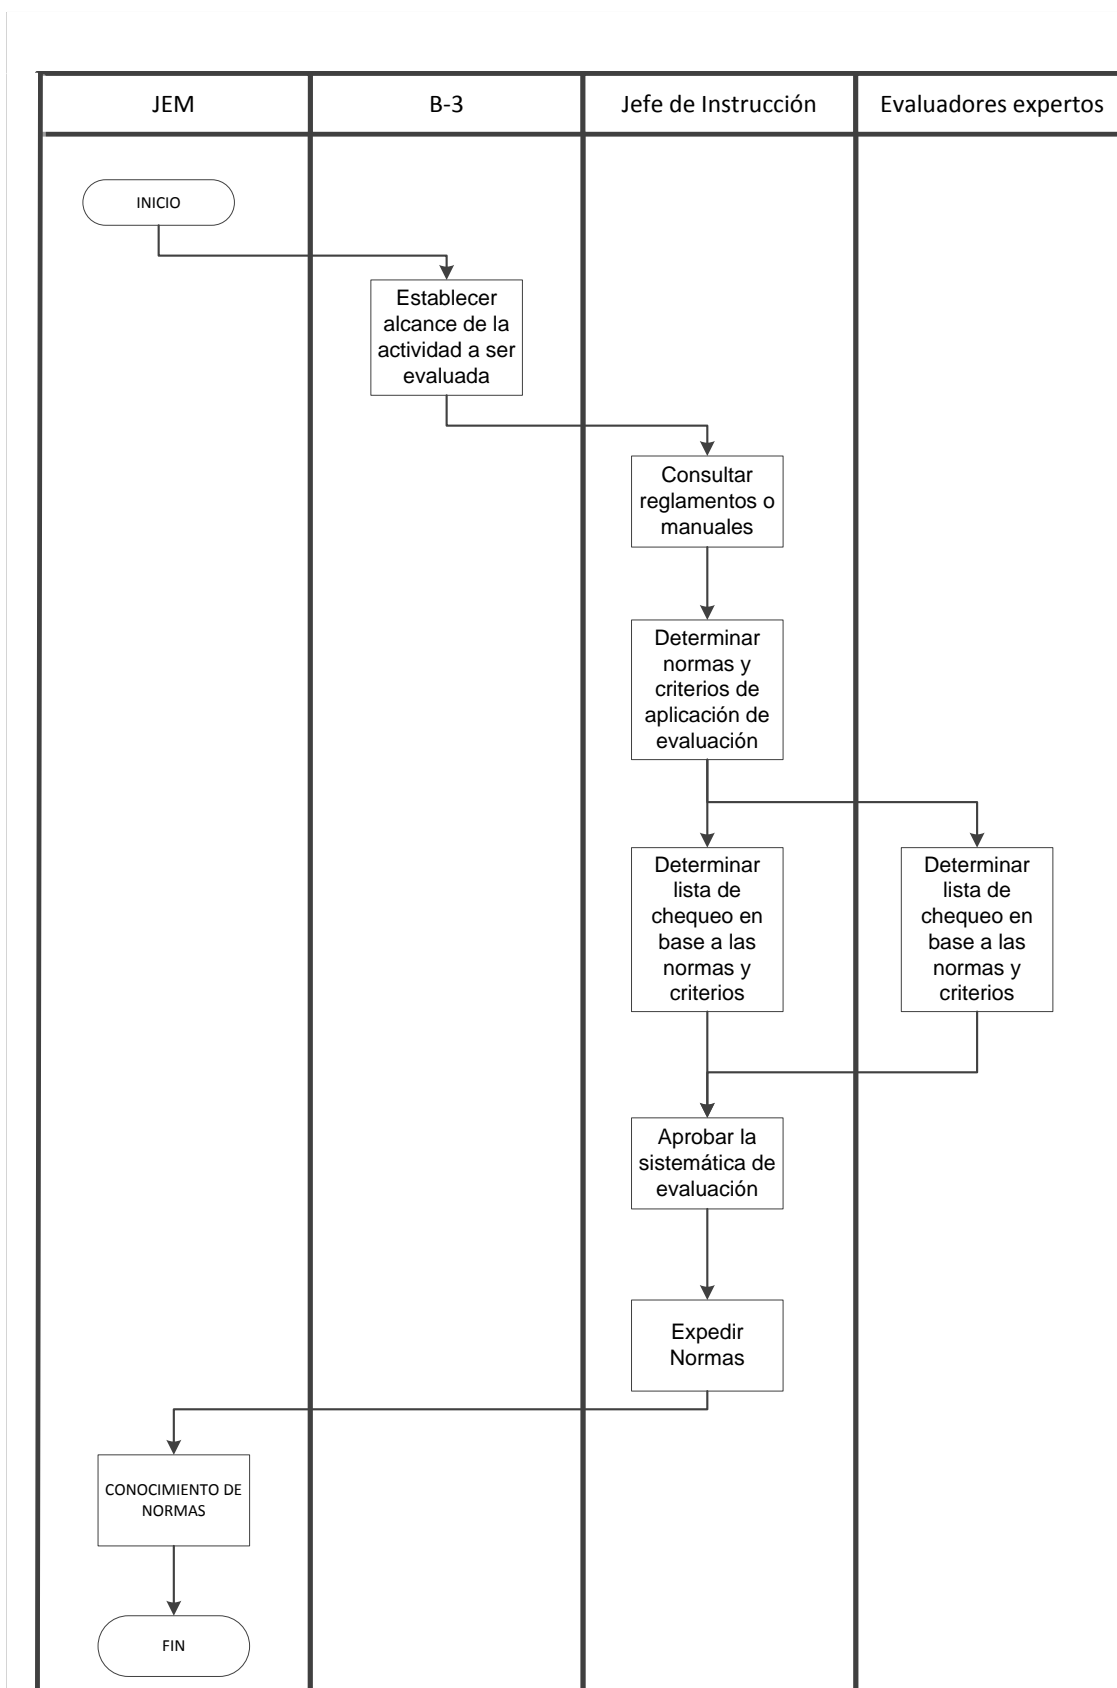 JEM
B-3
Jefe de Instrucción
Evaluadores expertos
INICIO
Establecer
alcance de la
actividad a ser
evaluada
Consultar
reglamentos o
manuales
Determinar
normas y
criterios de
aplicación de
evaluación
Determinar
lista de
chequeo en
base a las
normas y
criterios
Determinar
lista de
chequeo en
base a las
normas y
criterios
Aprobar la
sistemática de
evaluación
Expedir
Normas
CONOCIMIENTO DE
NORMAS
FIN